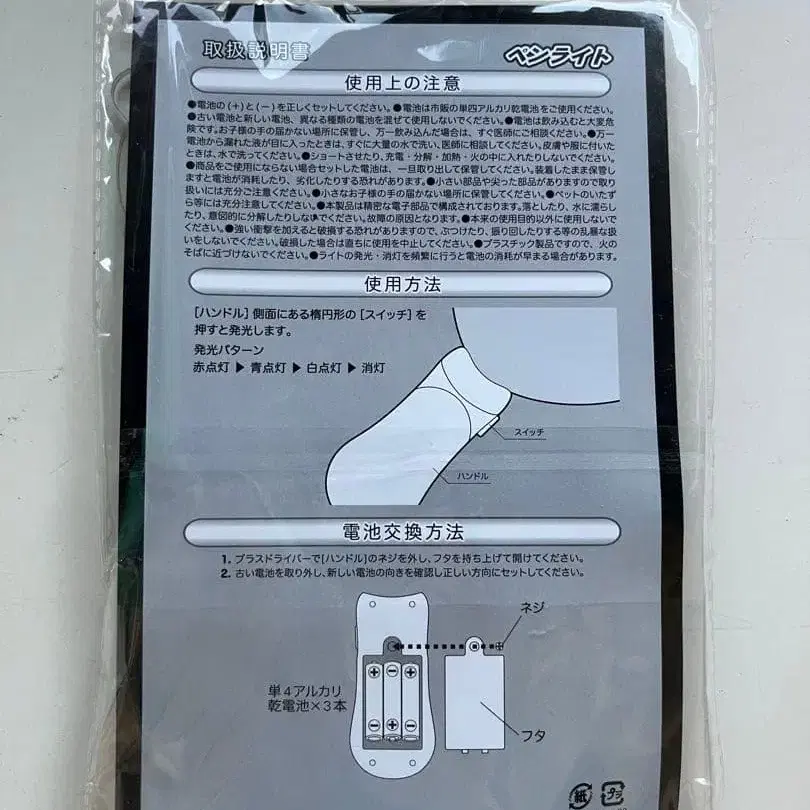 取扱説明書
ペンライト
使用上の注意
●電池の(+)と(−)を正しくセットしてください。●電池は市販の単四アルカリ乾電池をご使用ください。
●古い電池と新しい電池、異なる種類の電池を混ぜて使用しないでください。●電池は飲み込むと大変危
険です。お子様の手の届かない場所に保管し、万一飲み込んだ場合は、すぐ医師にご相談ください。●万一
電池から漏れた液が目に入ったときは、すぐに大量の水で洗い、医師に相談してください。皮膚や服に付いた
ときは、水で洗ってください。●ショートさせたり、充電・分解・加熱・火の中に入れたりしないでください。
●商品をご使用にならない場合セットした電池は、一旦取り出して保管してください。装着したまま保管し
ますと電池が消耗したり、劣化したりする恐れがあります。●小さい部品や尖った部品がありますので取り
扱いには充分ご注意ください。●小さなお子様の手の届かない場所に保管してください。●ペットのいたず
ら等には充分注意してください。●本製品は精密な電子部品で構成されております。落としたり、水に濡らし
たり、意図的に分解したりしないでください。故障の原因となります。●本来の使用目的以外に使用しないで
ください。●強い衝撃を加えると破損する恐れがありますので、ぶつけたり、振り回したりする等の乱暴な扱
いをしないでください。破損した場合は直ちに使用を中止してください。●プラスチック製品ですので、火の
そばに近づけないでください。●ライトの発光・消灯を頻繁に行うと電池の消耗が早まる場合があります。
使用方法
[ハンドル] 側面にある楕円形の [スイッチ] を
押すと発光します。
発光パターン
赤点灯 ▶ 青点灯 ▶ 白点灯 ▶ 消灯
スイッチ
ハンドル
電池交換方法
1. プラスドライバーで[ハンドル]のネジを外し、フタを持ち上げて開けてください。
2. 古い電池を取り外し、新しい電池の向きを確認し正しい方向にセットしてください。
ネジ
単4アルカリ
乾電池×3本
フタ
紙
プラ